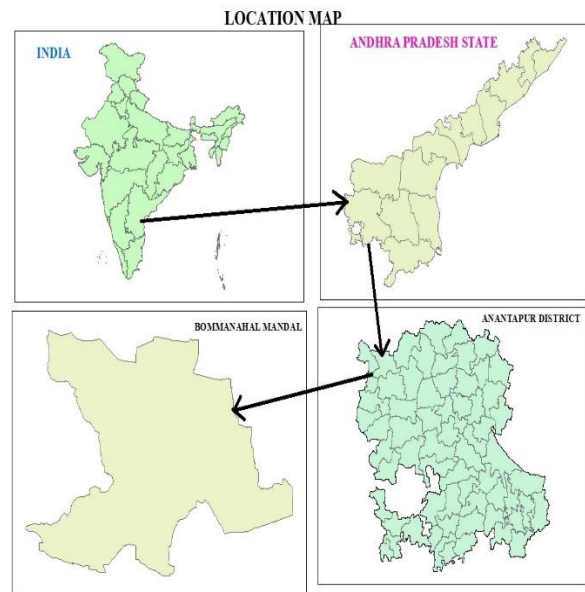 LOCATION MAP
INDIA
ANDHRA PRADESH STATE
BOMMANAHAL MANDAL
ANANTAPUR DISTRICT